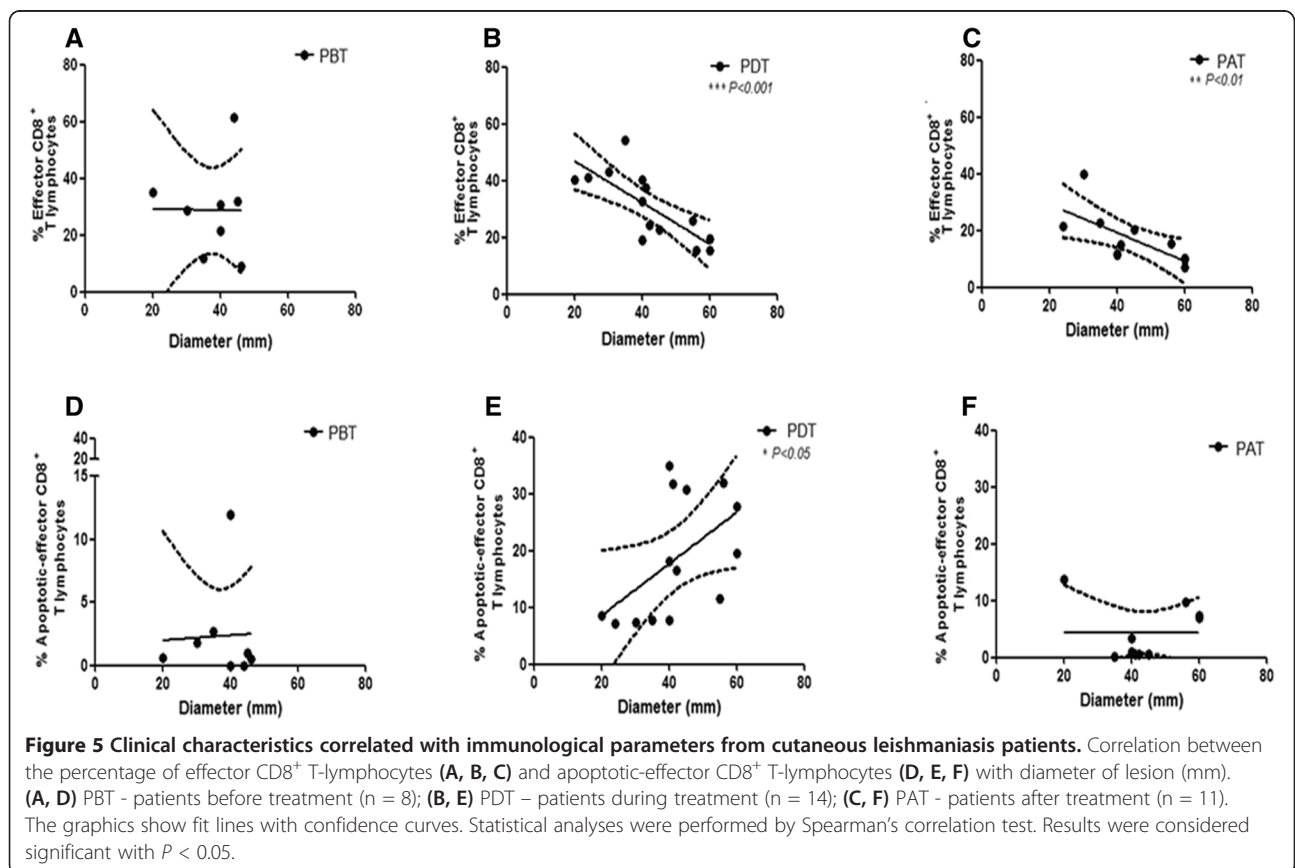 A
PBT
80
60
40
20
0
% Effector CD8+
T lymphocytes
0 20 40 60 80
Diameter (mm)
B
PDT
*** P<0.001
80
60
40
20
0
% Effector CD8+
T lymphocytes
0 20 40 60 80
Diameter (mm)
C
PAT
** P<0.01
80
60
40
20
0
% Effector CD8+
T lymphocytes
0 20 40 60 80
Diameter (mm)
D
PBT
40
20
15
10
5
0
% Apoptotic-effector CD8+
T lymphocytes
0 20 40 60 80
Diameter (mm)
E
PDT
* P<0.05
40
30
20
10
0
% Apoptotic-effector CD8+
T lymphocytes
0 20 40 60 80
Diameter (mm)
F
PAT
40
30
20
10
0
% Apoptotic-effector CD8+
T lymphocytes
0 20 40 60 80
Diameter (mm)
Figure 5 Clinical characteristics correlated with immunological parameters from cutaneous leishmaniasis patients. Correlation between
the percentage of effector CD8+ T-lymphocytes (A, B, C) and apoptotic-effector CD8+ T-lymphocytes (D, E, F) with diameter of lesion (mm).
(A, D) PBT - patients before treatment (n = 8); (B, E) PDT – patients during treatment (n = 14); (C, F) PAT - patients after treatment (n = 11).
The graphics show fit lines with confidence curves. Statistical analyses were performed by Spearman's correlation test. Results were considered
significant with P < 0.05.